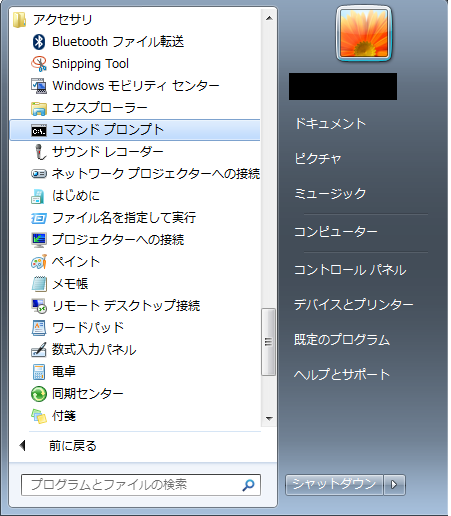 アクセサリ
Bluetooth ファイル転送
Snipping Tool
Windows モビリティ センター
エクスプローラー
コマンド プロンプト
サウンド レコーダー
ネットワーク プロジェクターへの接続
はじめに
ファイル名を指定して実行
プロジェクターへの接続
ペイント
メモ帳
リモート デスクトップ接続
ワードパッド
数式入力パネル
電卓
同期センター
付箋
前に戻る
プログラムとファイルの検索
ドキュメント
ピクチャ
ミュージック
コンピューター
コントロール パネル
デバイスとプリンター
既定のプログラム
ヘルプとサポート
シャットダウン